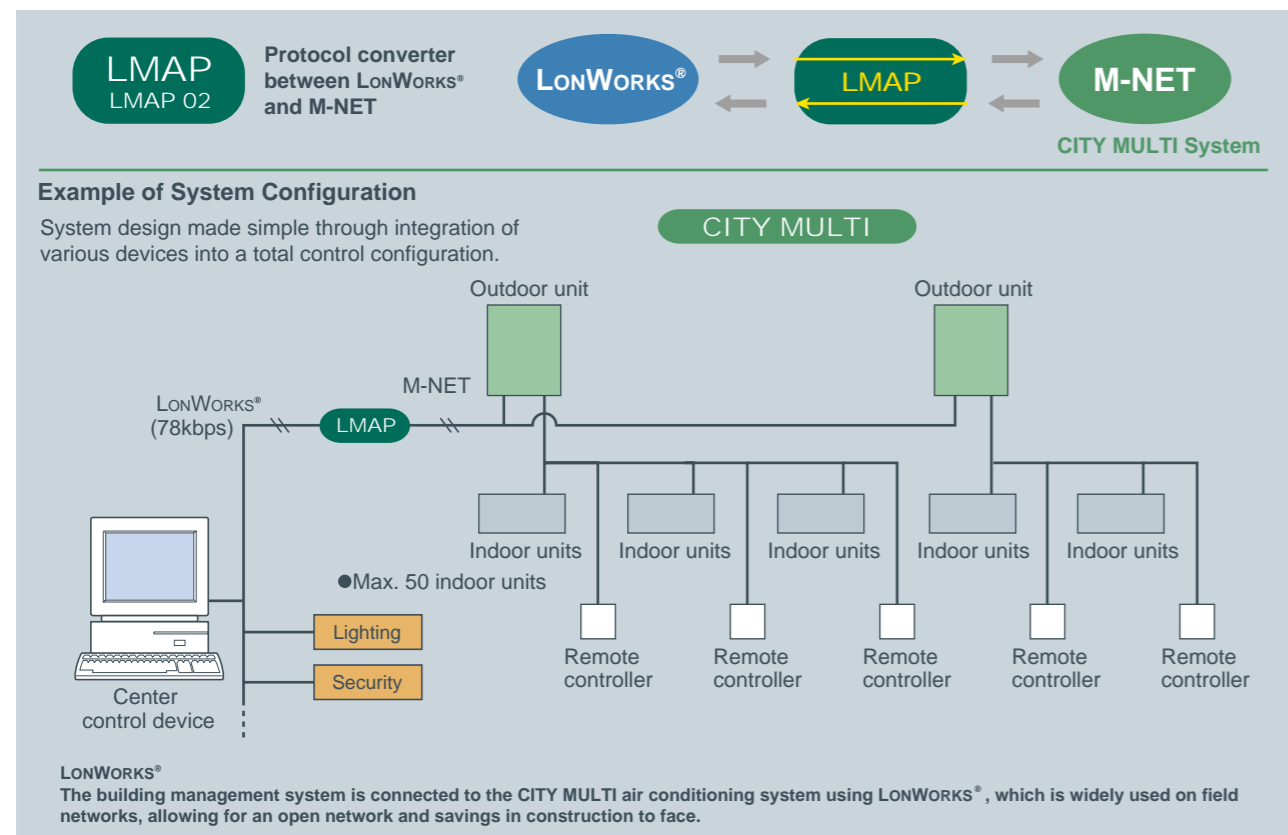 LMAP
LMAP 02
Protocol converter
between LONWORKS®
and M-NET
LONWORKS®
LMAP
M-NET
CITY MULTI System
Example of System Configuration
System design made simple through integration of
various devices into a total control configuration.
CITY MULTI
Outdoor unit
Outdoor unit
M-NET
LONWORKS®
(78kbps)
LMAP
Indoor units
Indoor units
Indoor units
Indoor units
Indoor units
●Max. 50 indoor units
Lighting
Security
Center
control device
Remote
controller
Remote
controller
Remote
controller
Remote
controller
Remote
controller
LONWORKS®
The building management system is connected to the CITY MULTI air conditioning system using LONWORKS® , which is widely used on field
networks, allowing for an open network and savings in construction to face.